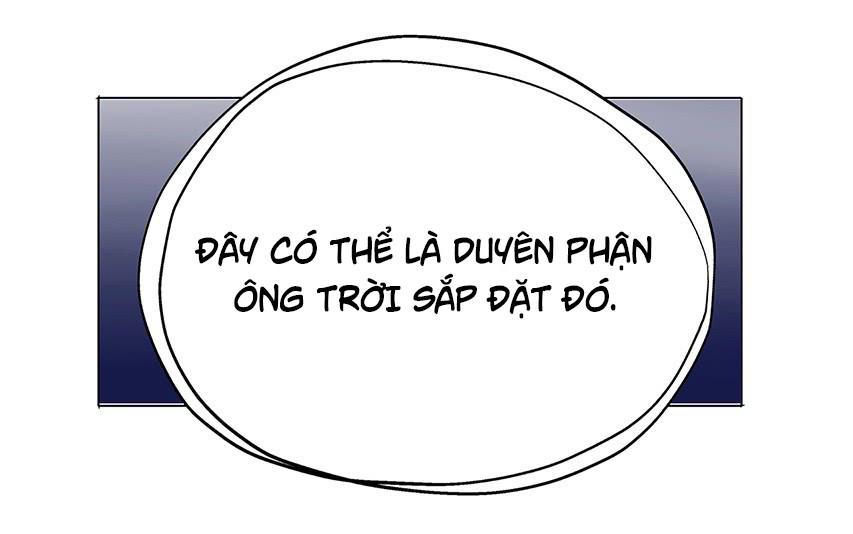 ĐÂY CÓ THỂ LÀ DUYÊN PHẬN
ÔNG TRỜI SẮP ĐẶT ĐÓ.